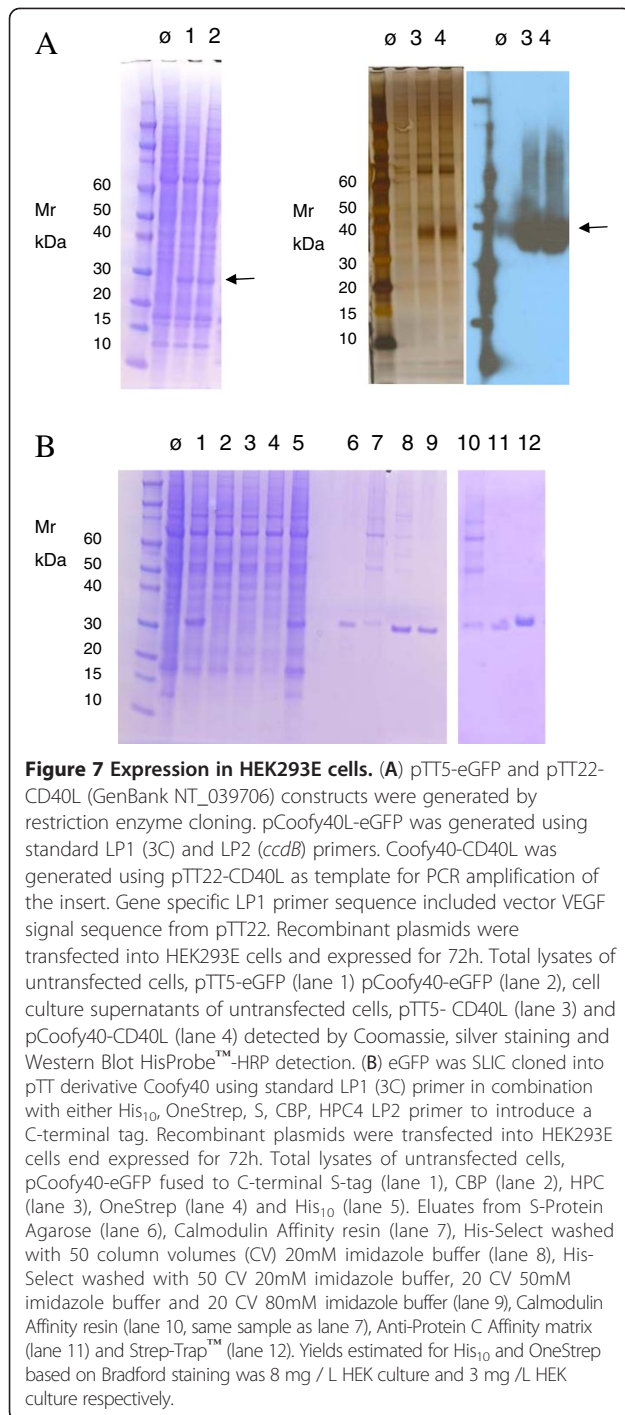 A
ø 1 2
ø 3 4
ø 3 4
60
50
Mr
40
kDa
30
20
15
10
60
50
Mr
40
kDa
30
20
15
10
B
ø 1 2 3 4 5 6 7 8 9 10 11 12
Mr
60
kDa
50
40
30
20
15
10
Figure 7 Expression in HEK293E cells. (A) pTT5-eGFP and pTT22-
CD40L (GenBank NT_039706) constructs were generated by
restriction enzyme cloning. pCoofy40L-eGFP was generated using
standard LP1 (3C) and LP2 (ccdB) primers. Coofy40-CD40L was
generated using pTT22-CD40L as template for PCR amplification of
the insert. Gene specific LP1 primer sequence included vector VEGF
signal sequence from pTT22. Recombinant plasmids were
transfected into HEK293E cells and expressed for 72h. Total lysates of
untransfected cells, pTT5-eGFP (lane 1) pCoofy40-eGFP (lane 2), cell
culture supernatants of untransfected cells, pTT5- CD40L (lane 3) and
pCoofy40-CD40L (lane 4) detected by Coomassie, silver staining and
Western Blot HisProbe™-HRP detection. (B) eGFP was SLIC cloned into
pTT derivative Coofy40 using standard LP1 (3C) primer in combination
with either His₁₀, OneStrep, S, CBP, HPC4 LP2 primer to introduce a
C-terminal tag. Recombinant plasmids were transfected into HEK293E
cells end expressed for 72h. Total lysates of untransfected cells,
pCoofy40-eGFP fused to C-terminal S-tag (lane 1), CBP (lane 2), HPC
(lane 3), OneStrep (lane 4) and His₁₀ (lane 5). Eluates from S-Protein
Agarose (lane 6), Calmodulin Affinity resin (lane 7), His-Select washed
with 50 column volumes (CV) 20mM imidazole buffer (lane 8), His-
Select washed with 50 CV 20mM imidazole buffer, 20 CV 50mM
imidazole buffer and 20 CV 80mM imidazole buffer (lane 9), Calmodulin
Affinity resin (lane 10, same sample as lane 7), Anti-Protein C Affinity matrix
(lane 11) and Strep-Trap™ (lane 12). Yields estimated for His₁₀ and OneStrep
based on Bradford staining was 8 mg / L HEK culture and 3 mg /L HEK
culture respectively.